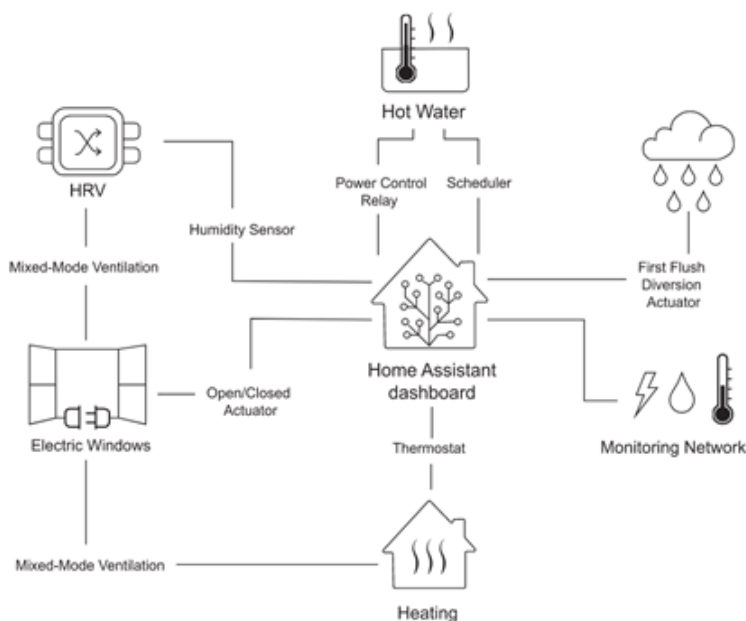 Hot Water
HRV
Power Control
Relay
Scheduler
Humidity Sensor
Mixed-Mode Ventilation
First Flush
Diversion
Actuator
Home Assistant
dashboard
Open/Closed
Actuator
Electric Windows
Thermostat
Monitoring Network
Mixed-Mode Ventilation
Heating